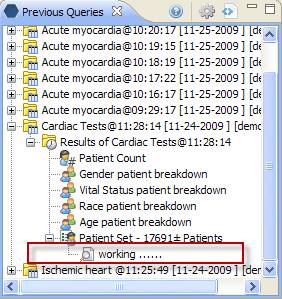 Previous Queries
Acute myocardia@10:20:17 [11-25-2009 ] [de
Acute myocardia@10:19:15 [11-25-2009 ] [de
Acute myocardia@10:18:15 [11-25-2009 ] [de
Acute myocardia@10:17:22 [11-25-2009 ] [de
Acute myocardia@10:16:15 [11-25-2009 ] [de
Acute myocardia@09:29:17 [11-25-2009 ] [de
Cardiac Tests@11:28:14 [11-24-2009 ] [demo
Results of Cardiac Tests@11:28:14
Patient Count
Gender patient breakdown
Vital Status patient breakdown
Race patient breakdown
Age patient breakdown
Patient Set - 17691± Patients
working ......
Ischemic heart @11:25:49 [11-24-2009 ] [de